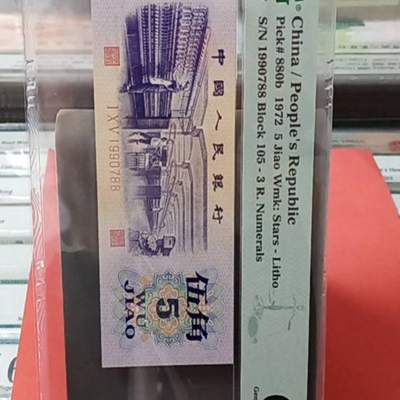 China / People's Republic
Pick# 880b 1972 5 Jiao Wmk: Stars - Litho
S/N 1990788 Block 105 - 3 R. Numerals
中國人民銀行
I X V 1990788
伍角
WU
5
JIAO